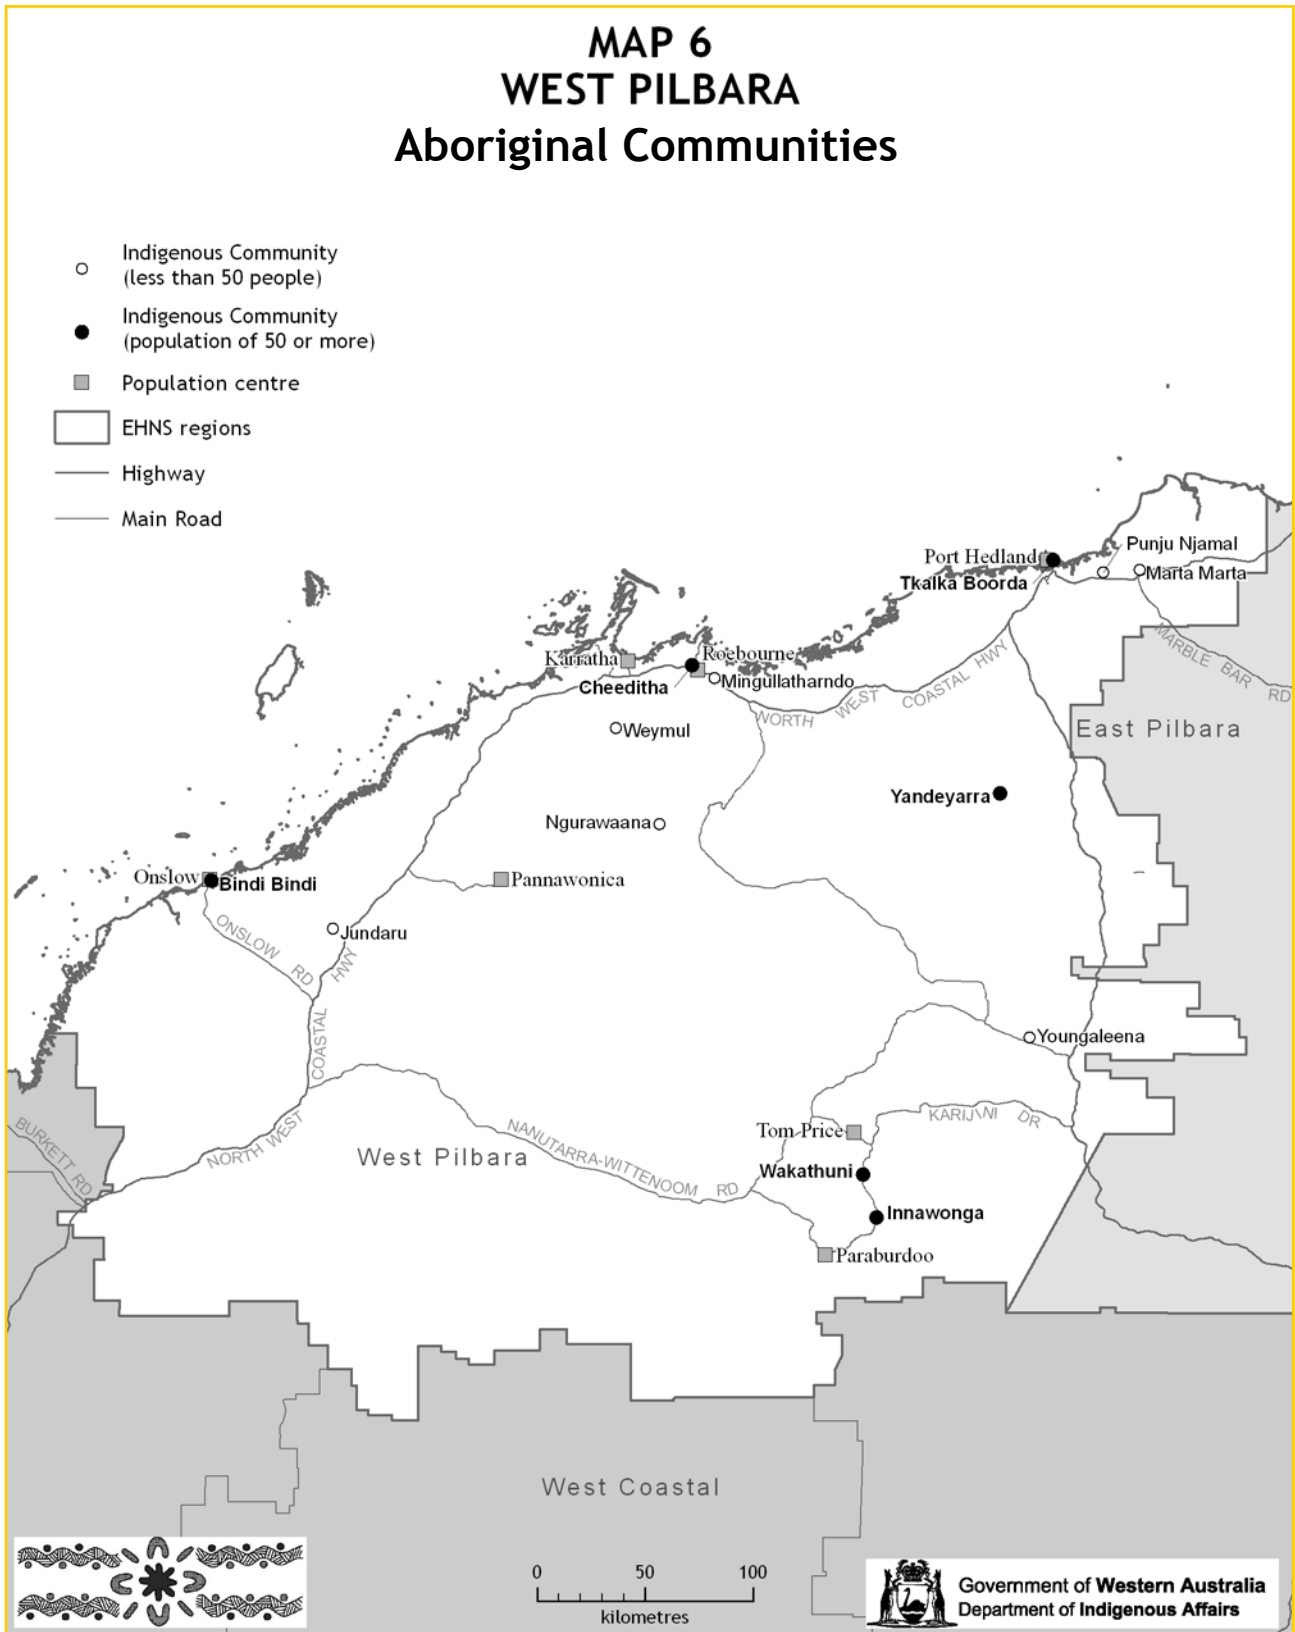 MAP 6
WEST PILBARA
Aboriginal Communities
Indigenous Community
(less than 50 people)
Indigenous Community
(population of 50 or more)
Population centre
EHNS regions
Highway
Main Road
Punju Njamal
Port Hedland
Marta Marta
Tkalka Boorda
MARBLE BAR RD
Roebourne
Karratha
Mingullatharndo
Cheeditha
NORTH WEST COASTAL HWY
Weymul
East Pilbara
Yandeyarra
Ngurawaana
Onslow
Bindi Bindi
Pannawonica
ONSLOW RD
Jundaru
NORTH WEST COASTAL HWY
Youngaleena
KARIJINI DR
BURKETT RD
Tom Price
NANUTARRA-WITTENOOM RD
West Pilbara
Wakathuni
Innawonga
Paraburdoo
West Coastal
0 50 100
kilometres
Government of Western Australia
Department of Indigenous Affairs